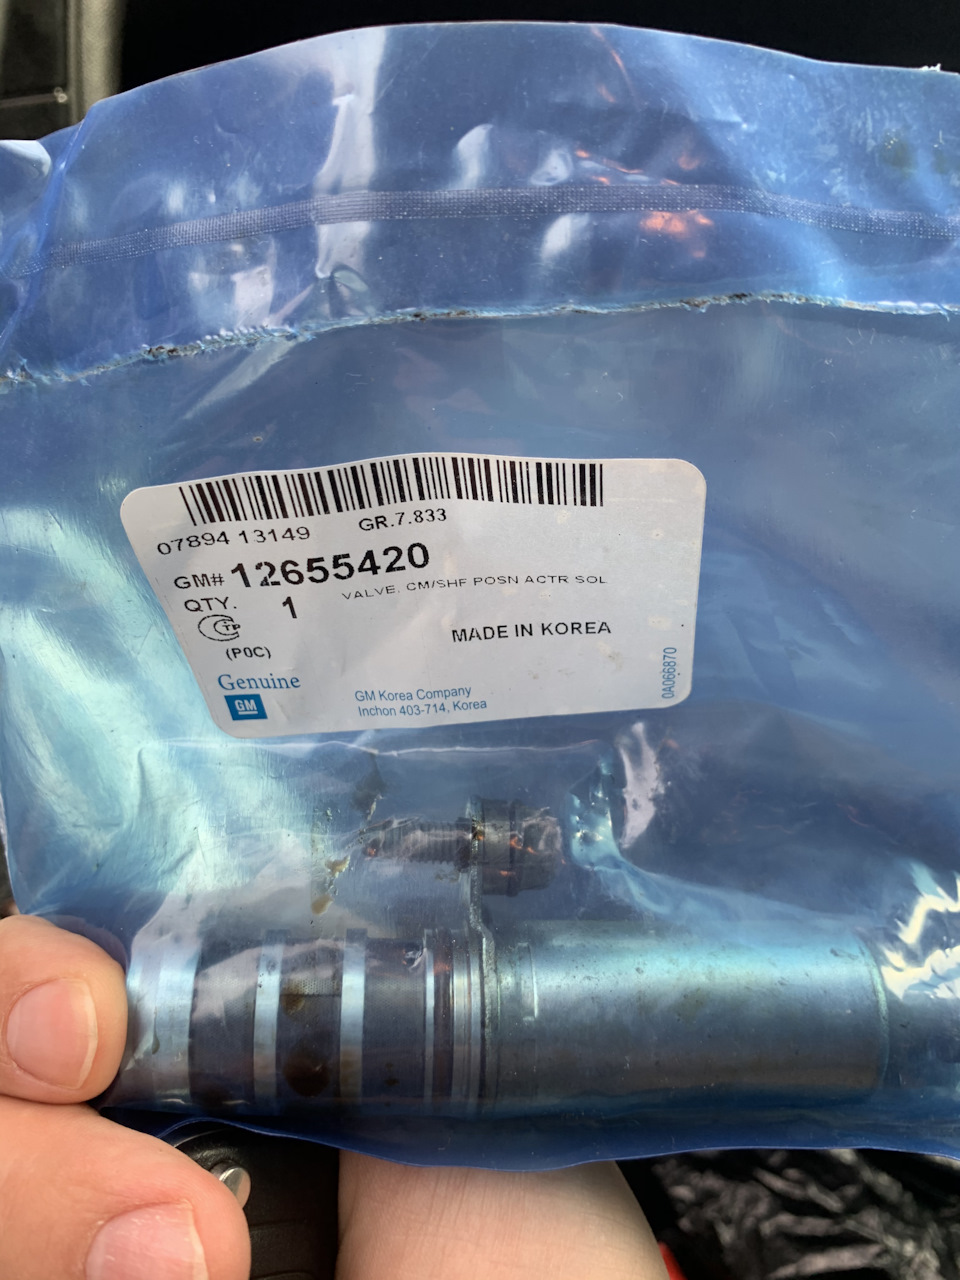 07894 13149 GR.7.833
GM# 12655420
QTY. 1 VALVE. CM/SHF POSN ACTR SOL
MADE IN KOREA
(P0C)
Genuine
GM
GM Korea Company
Inchon 403-714, Korea
0A066870